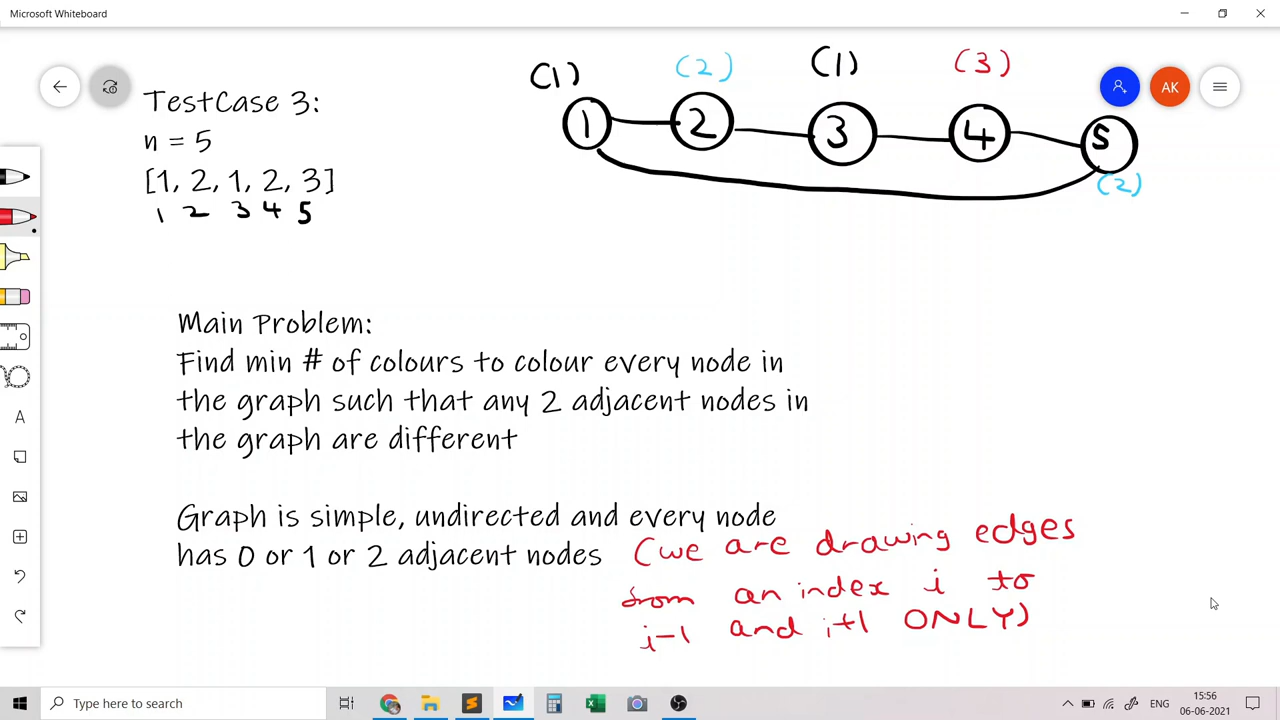 Microsoft Whiteboard
(1) (2) (1) (3)
AK
TestCase 3:
1 2 3 4 5
n = 5
[1, 2, 1, 2, 3]
(2)
1 2 3 4 5
Main Problem:
Find min # of colours to colour every node in
the graph such that any 2 adjacent nodes in
the graph are different
Graph is simple, undirected and every node
has 0 or 1 or 2 adjacent nodes
(we are drawing edges
from an index i to
i-1 and i+1 ONLY)
A
Type here to search
ENG
15:56
06-06-2021